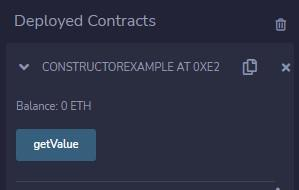 Deployed Contracts
CONSTRUCTOREXAMPLE AT 0XE2
Balance: 0 ETH
getValue